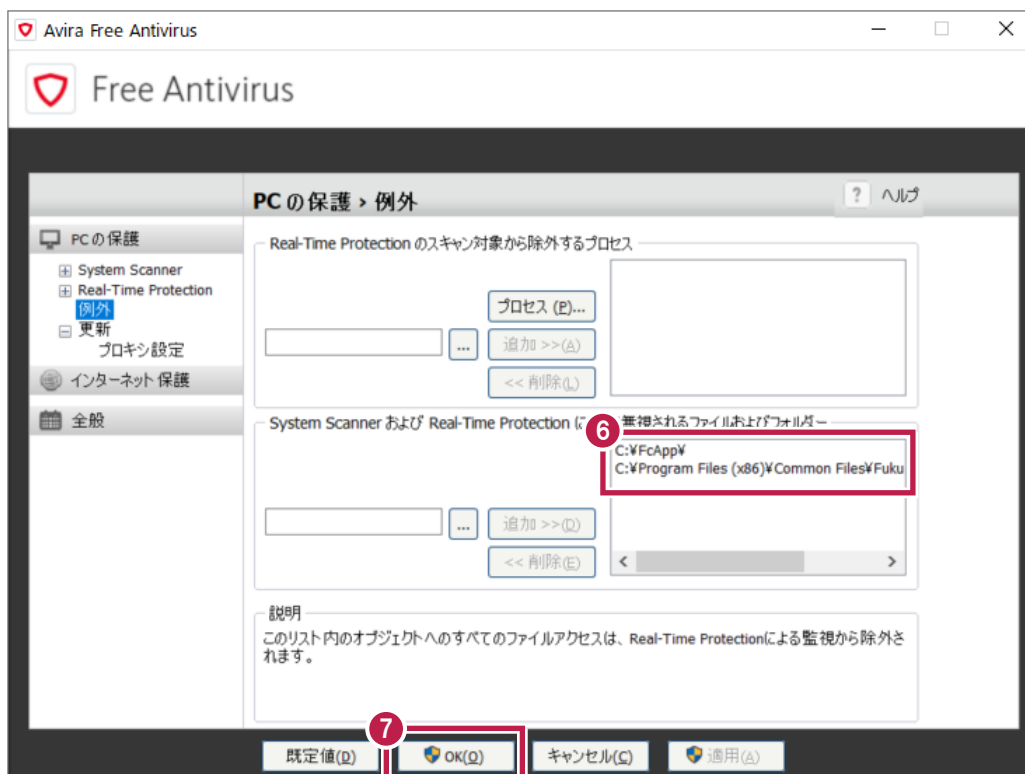 Avira Free Antivirus
Free Antivirus
PC の保護 › 例外
? ヘルプ
PC の保護
System Scanner
Real-Time Protection
例外
更新
プロキシ設定
インターネット 保護
全般
Real-Time Protection のスキャン対象から除外するプロセス
プロセス (P)...
...
追加 >>(A)
<< 削除(L)
System Scanner および Real-Time Protection に
無視されるファイルおよびフォルダー
6
C:¥FcApp¥
C:¥Program Files (x86)¥Common Files¥Fuku
...
追加 >>(D)
<< 削除(E)
説明
このリスト内のオブジェクトへのすべてのファイルアクセスは、Real-Time Protectionによる監視から除外さ
れます。
7
既定値(D)
OK(O)
キャンセル(C)
適用(A)